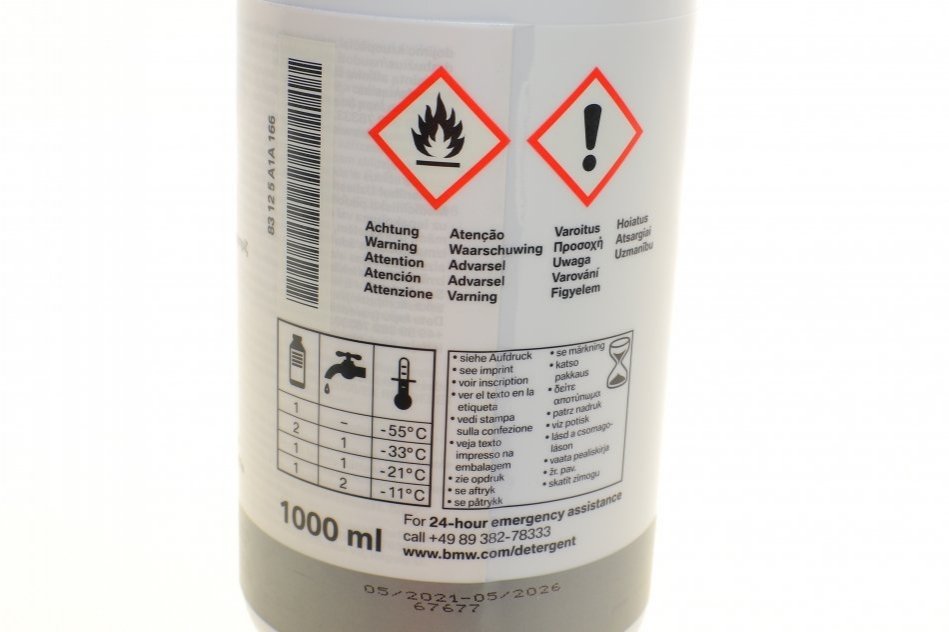 83 12 5 A1A 166
Achtung
Warning
Attention
Atención
Attenzione
Atenção
Waarschuwing
Advarsel
Advarsel
Varning
Varoitus
Προσοχή
Uwaga
Varování
Figyelem
Hoiatus
Atsargiai
Uzmanību
1 – -55°C
2 1 -33°C
1 1 -21°C
1 2 -11°C
• siehe Aufdruck
• see imprint
• voir inscription
• ver el texto en la
etiqueta
• vedi stampa
sulla confezione
• veja texto
impresso na
embalagem
• zie opdruk
• se aftryk
• se påtrykk
• se märkning
• katso
pakkaus
• δείτε
αποτύπωμα
• patrz nadruk
• viz potisk
• lásd a csomago-
láson
• vaata pealiskirja
• žr. pav.
• skatīt zīmogu
1000 ml
For 24-hour emergency assistance
call +49 89 382-78333
www.bmw.com/detergent
05/2021-05/2026
67677